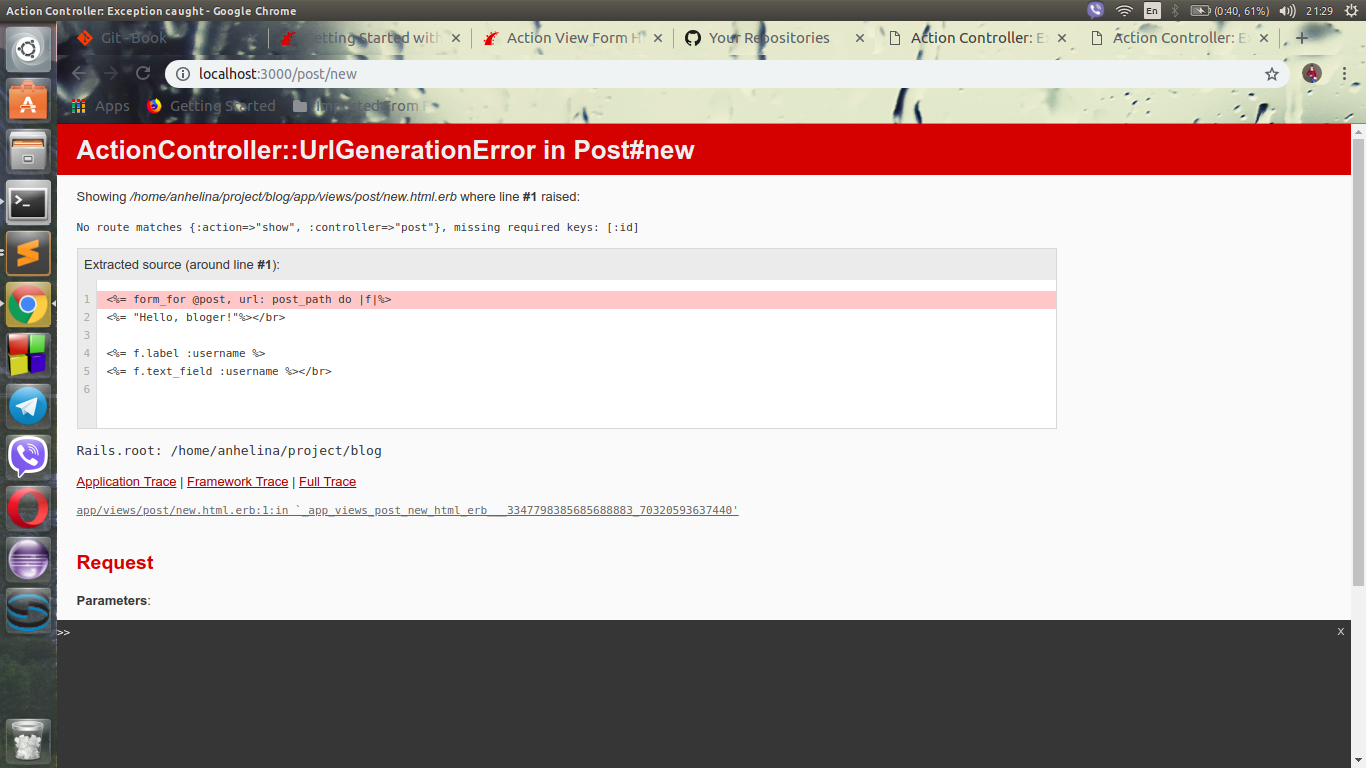 Action Controller: Exception caught - Google Chrome
En
(0:40, 61%)
21:29
Git - Book
Getting Started with
Action View Form H
Your Repositories
Action Controller: E
Action Controller: E
localhost:3000/post/new
Apps
Getting Started
Imported From F
ActionController::UrlGenerationError in Post#new
Showing /home/anhelina/project/blog/app/views/post/new.html.erb where line #1 raised:
No route matches {:action=>"show", :controller=>"post"}, missing required keys: [:id]
Extracted source (around line #1):
1 <%= form_for @post, url: post_path do |f|%>
2 <%= "Hello, bloger!"%></br>
3
4 <%= f.label :username %>
5 <%= f.text_field :username %></br>
6
Rails.root: /home/anhelina/project/blog
Application Trace | Framework Trace | Full Trace
app/views/post/new.html.erb:1:in `_app_views_post_new_html_erb___3347798385685688883_70320593637440'
Request
Parameters:
>>
x